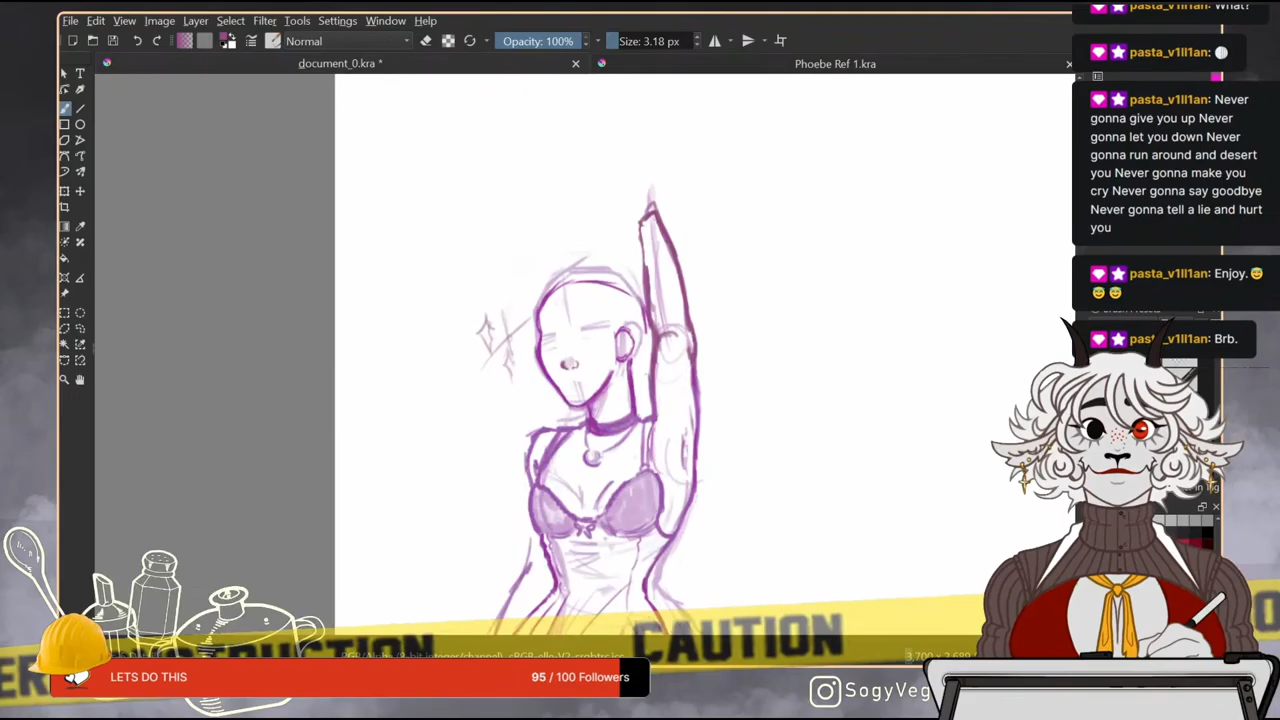 File Edit View Image Layer Select Filter Tools Settings Window Help
Normal
Opacity: 100%
Size: 3.18 px
document_0.kra *
Phoebe Ref 1.kra
pasta_v1ll1an: What?
pasta_v1ll1an:
pasta_v1ll1an: Never
gonna give you up Never
gonna let you down Never
gonna run around and desert
you Never gonna make you
cry Never gonna say goodbye
Never gonna tell a lie and hurt
you
pasta_v1ll1an: Enjoy.😇
😇😇
pasta_v1ll1an: Brb.
CAUTION
LETS DO THIS
95 / 100 Followers
SogyVeg